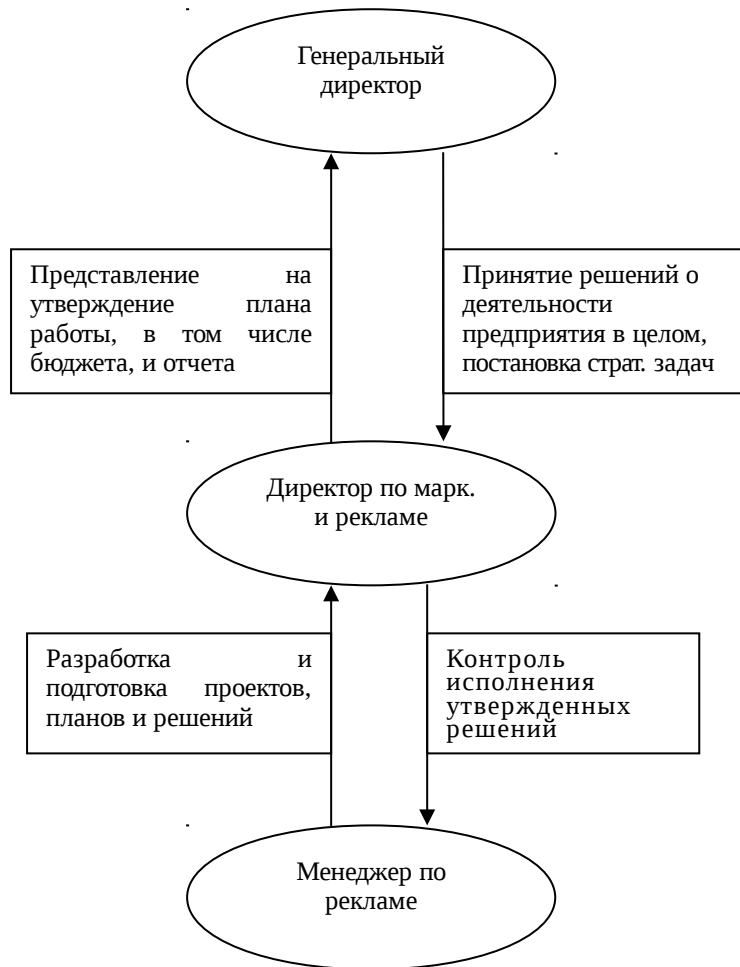 Генеральный
директор
Представление на
утверждение плана
работы, в том числе
бюджета, и отчета
Принятие решений о
деятельности
предприятия в целом,
постановка страт. задач
Директор по марк.
и рекламе
Разработка и
подготовка проектов,
планов и решений
Контроль
исполнения
утвержденных
решений
Менеджер по
рекламе